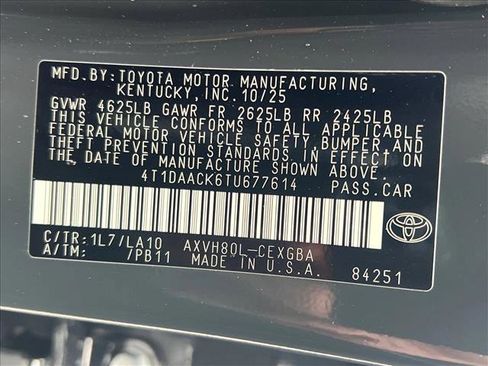 MFD.BY: TOYOTA MOTOR MANUFACTURING,
KENTUCKY, INC. 10/25
GVWR 4625LB GAWR FR 2625LB RR 2425LB
THIS VEHICLE CONFORMS TO ALL APPLICABLE
FEDERAL MOTOR VEHICLE SAFETY, BUMPER, AND
THEFT PREVENTION STANDARDS IN EFFECT ON
THE DATE OF MANUFACTURE SHOWN ABOVE.
4T1DAACK6TU677614 PASS.CAR
C/TR: 1L7/LA10 AXVH80L-CEXGBA
A/TM: /PB11 MADE IN U.S.A. 84251